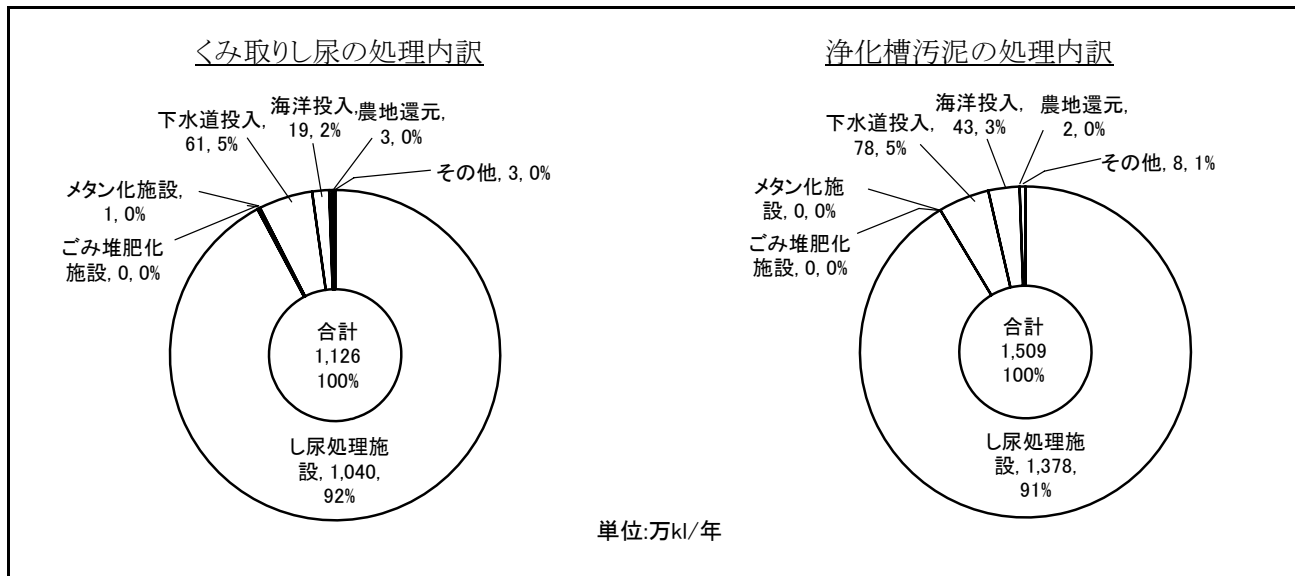 くみ取りし尿の処理内訳
下水道投入,
61, 5%
海洋投入,
19, 2%
農地還元,
3, 0%
その他, 3, 0%
メタン化施設,
1, 0%
ごみ堆肥化
施設, 0, 0%
合計
1,126
100%
し尿処理施
設, 1,040,
92%
浄化槽汚泥の処理内訳
下水道投入,
78, 5%
海洋投入,
43, 3%
農地還元,
2, 0%
その他, 8, 1%
メタン化施
設, 0, 0%
ごみ堆肥化
施設, 0, 0%
合計
1,509
100%
し尿処理施
設, 1,378,
91%
単位:万kl/年